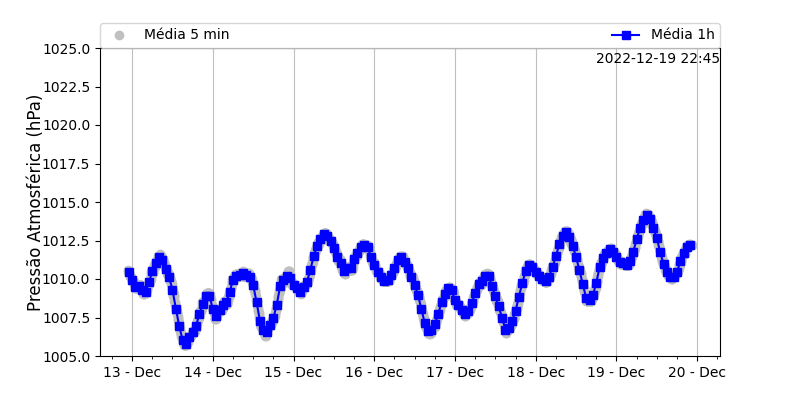 Média 5 min
Média 1h
2022-12-19 22:45
Pressão Atmosférica (hPa)
1025.0
1022.5
1020.0
1017.5
1015.0
1012.5
1010.0
1007.5
1005.0
13 - Dec
14 - Dec
15 - Dec
16 - Dec
17 - Dec
18 - Dec
19 - Dec
20 - Dec